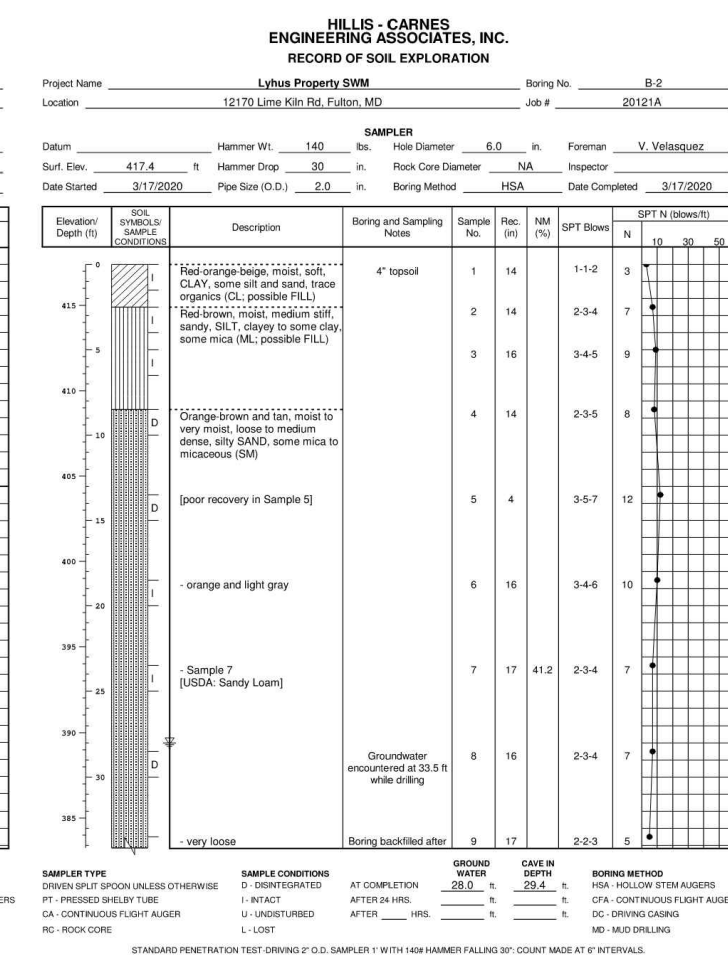 HILLIS - CARNES
ENGINEERING ASSOCIATES, INC.
RECORD OF SOIL EXPLORATION
Project Name Lyhus Property SWM Boring No. B-2
Location 12170 Lime Kiln Rd, Fulton, MD Job # 20121A
SAMPLER
Datum Hammer Wt. 140 lbs. Hole Diameter 6.0 in. Foreman V. Velasquez
Surf. Elev. 417.4 ft Hammer Drop 30 in. Rock Core Diameter NA Inspector
Date Started 3/17/2020 Pipe Size (O.D.) 2.0 in. Boring Method HSA Date Completed 3/17/2020
Elevation/ Depth (ft) SOIL SYMBOLS/ SAMPLE CONDITIONS Description Boring and Sampling Notes Sample No. Rec. (in) NM (%) SPT Blows SPT N (blows/ft)
N 10 30 50
0
Red-orange-beige, moist, soft, 4" topsoil 1 14 1-1-2 3
I
CLAY, some silt and sand, trace
organics (CL; possible FILL)
415
Red-brown, moist, medium stiff, 2 14 2-3-4 7
I
sandy, SILT, clayey to some clay,
some mica (ML; possible FILL)
5
3 16 3-4-5 9
I
410
Orange-brown and tan, moist to 4 14 2-3-5 8
D
very moist, loose to medium
10
dense, silty SAND, some mica to
micaceous (SM)
405
[poor recovery in Sample 5] 5 4 3-5-7 12
D
15
400
- orange and light gray 6 16 3-4-6 10
I
20
395
- Sample 7 7 17 41.2 2-3-4 7
I
[USDA: Sandy Loam]
25
390
Groundwater 8 16 2-3-4 7
D
encountered at 33.5 ft
30
while drilling
385
- very loose Boring backfilled after 9 17 2-2-3 5
GROUND WATER CAVE IN DEPTH
SAMPLER TYPE SAMPLE CONDITIONS BORING METHOD
DRIVEN SPLIT SPOON UNLESS OTHERWISE D - DISINTEGRATED AT COMPLETION 28.0 ft. 29.4 ft. HSA - HOLLOW STEM AUGERS
ERS PT - PRESSED SHELBY TUBE I - INTACT AFTER 24 HRS. ft. ft. CFA - CONTINUOUS FLIGHT AUGE
CA - CONTINUOUS FLIGHT AUGER U - UNDISTURBED AFTER HRS. ft. ft. DC - DRIVING CASING
RC - ROCK CORE L - LOST MD - MUD DRILLING
STANDARD PENETRATION TEST-DRIVING 2" O.D. SAMPLER 1' WITH 140# HAMMER FALLING 30": COUNT MADE AT 6" INTERVALS.